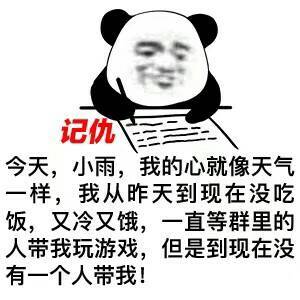 记仇
今天，小雨，我的心就像天气
一样，我从昨天到现在没吃
饭，又冷又饿，一直等群里的
人带我玩游戏，但是到现在没
有一个人带我！